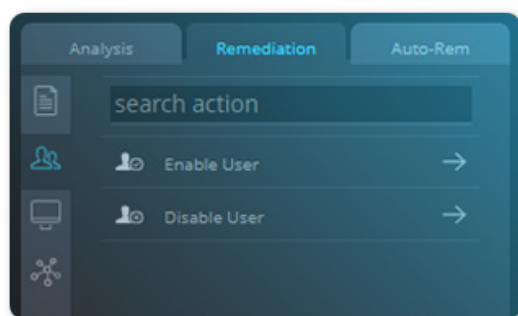 Analysis Remediation Auto-Rem
search action
Enable User
Disable User